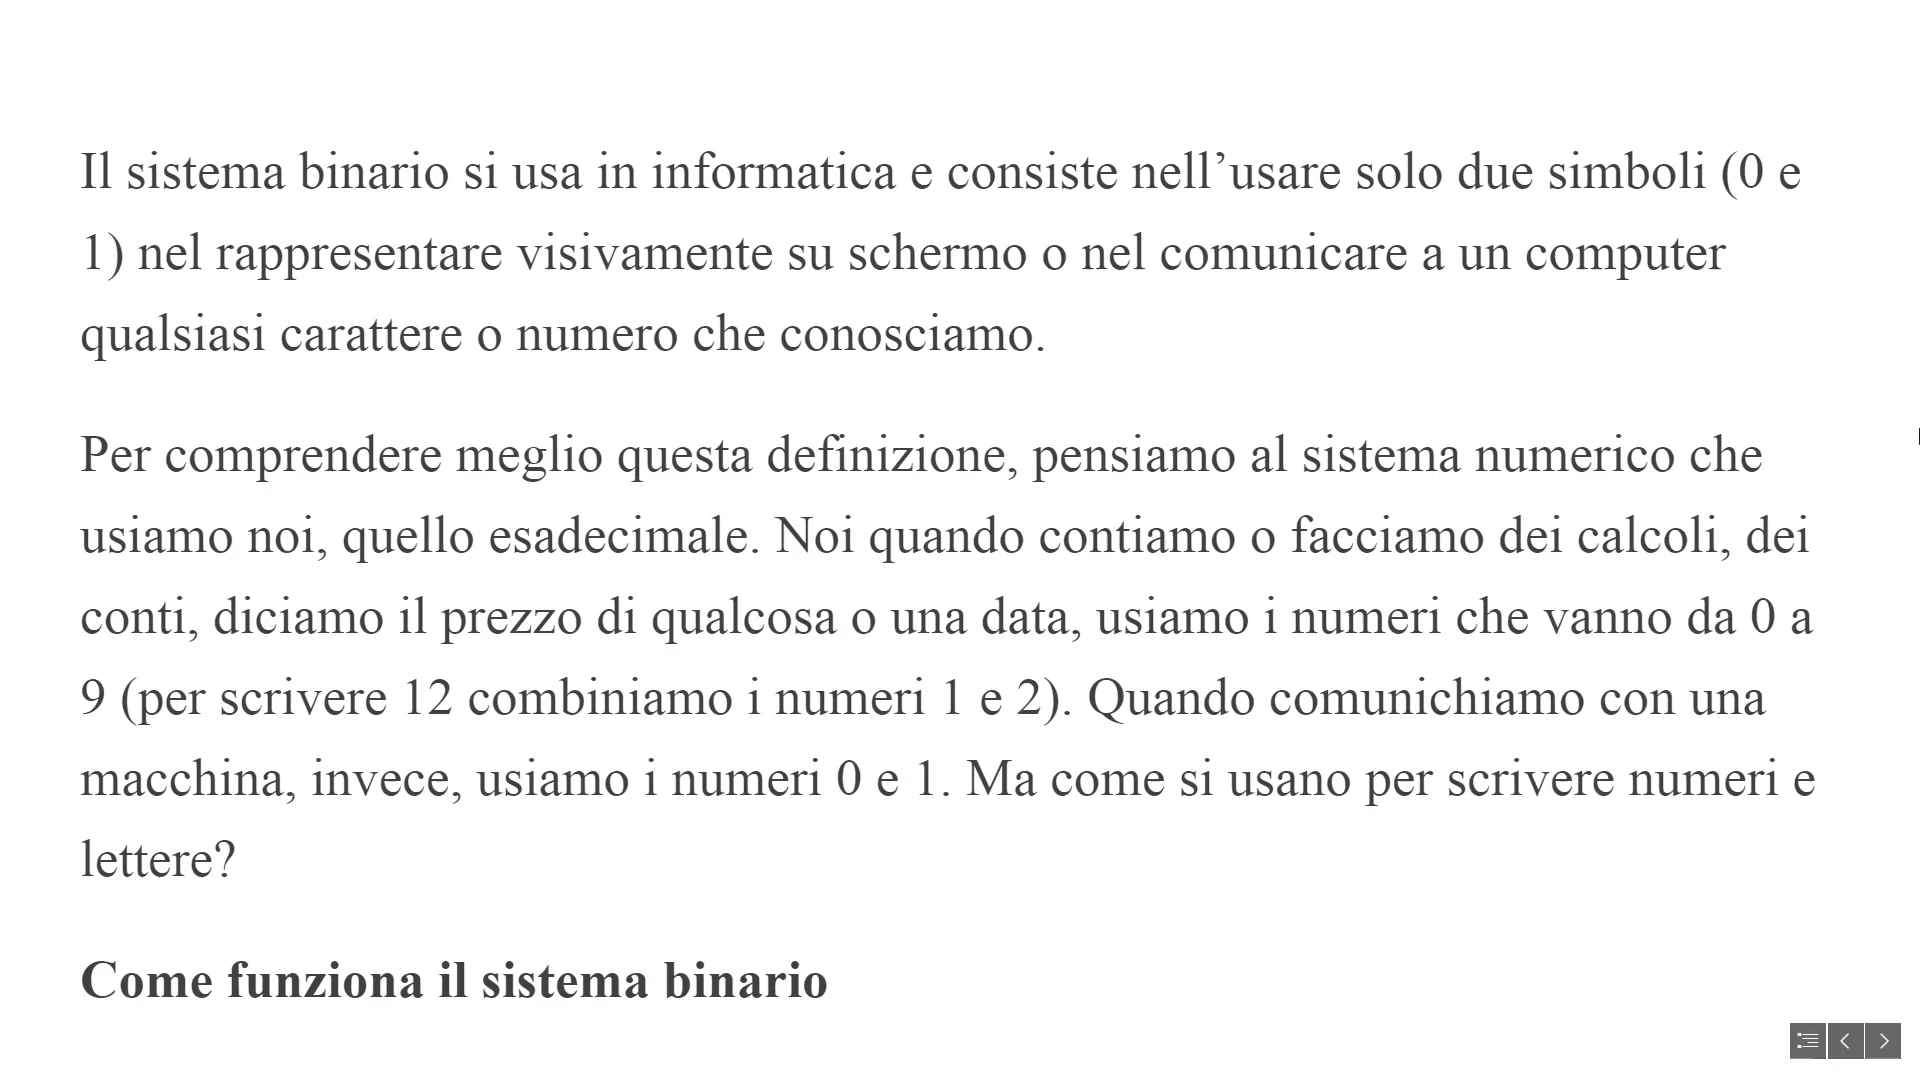 Il sistema binario si usa in informatica e consiste nell’usare solo due simboli (0 e
1) nel rappresentare visivamente su schermo o nel comunicare a un computer
qualsiasi carattere o numero che conosciamo.
Per comprendere meglio questa definizione, pensiamo al sistema numerico che
usiamo noi, quello esadecimale. Noi quando contiamo o facciamo dei calcoli, dei
conti, diciamo il prezzo di qualcosa o una data, usiamo i numeri che vanno da 0 a
9 (per scrivere 12 combiniamo i numeri 1 e 2). Quando comunichiamo con una
macchina, invece, usiamo i numeri 0 e 1. Ma come si usano per scrivere numeri e
lettere?
Come funziona il sistema binario